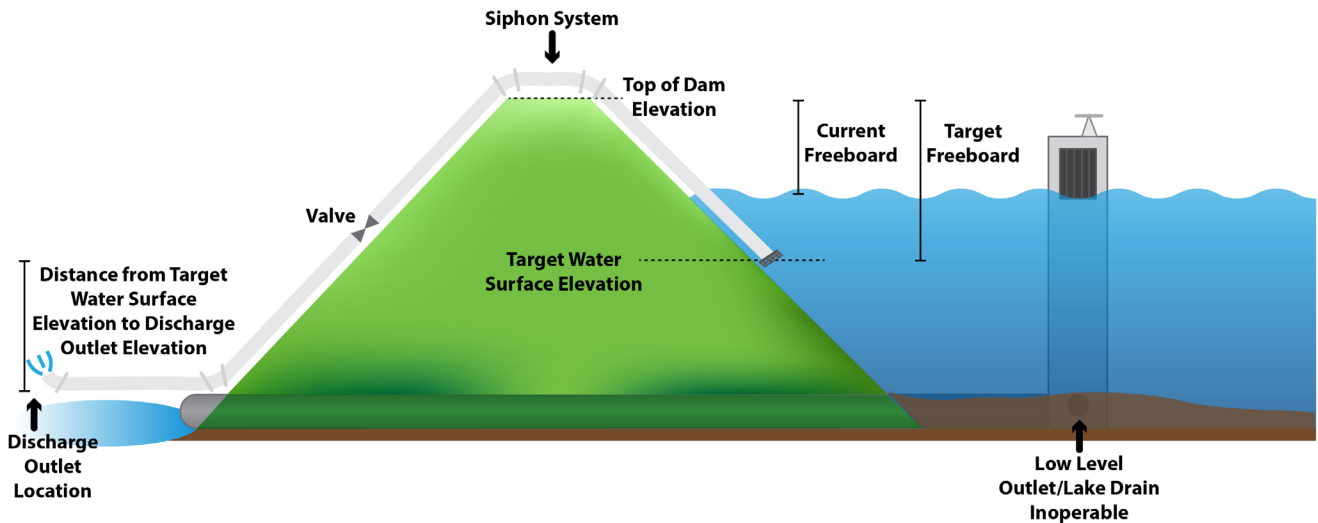 Siphon System
Top of Dam
Elevation
Current
Freeboard
Target
Freeboard
Valve
Target Water
Surface Elevation
Distance from Target
Water Surface
Elevation to Discharge
Outlet Elevation
Discharge
Outlet
Location
Low Level
Outlet/Lake Drain
Inoperable